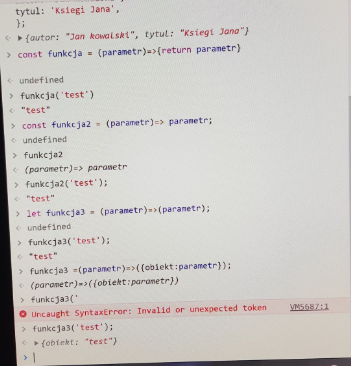 tytul: 'Ksiegi Jana',
};
{autor: "Jan kowalski", tytul: "Ksiegi Jana"}
> const funkcja = (parametr)=>{return parametr}
undefined
> funkcja('test')
"test"
> const funkcja2 = (parametr)=> parametr;
undefined
> funkcja2
(parametr)=> parametr
> funkcja2('test');
"test"
> let funkcja3 = (parametr)=>(parametr);
undefined
> funkcja3('test');
"test"
> funkcja3 =(parametr)=>({obiekt:parametr});
(parametr)=>({obiekt:parametr})
> funkcja3('
Uncaught SyntaxError: Invalid or unexpected token VM5687:1
> funkcja3('test');
{obiekt: "test"}
>